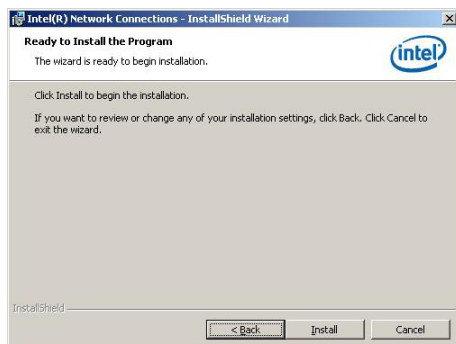 Intel(R) Network Connections - InstallShield Wizard
Ready to Install the Program
The wizard is ready to begin installation.
intel
Click Install to begin the installation.
If you want to review or change any of your installation settings, click Back. Click Cancel to
exit the wizard.
InstallShield
< Back
Install
Cancel